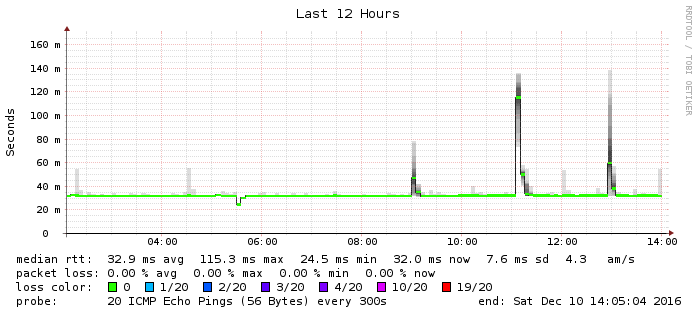 Last 12 Hours
RRDTOOL / TOBI OETIKER
Seconds
160 m
140 m
120 m
100 m
80 m
60 m
40 m
20 m
0
04:00 06:00 08:00 10:00 12:00 14:00
median rtt: 32.9 ms avg 115.3 ms max 24.5 ms min 32.0 ms now 7.6 ms sd 4.3 am/s
packet loss: 0.00 % avg 0.00 % max 0.00 % min 0.00 % now
loss color: 0 1/20 2/20 3/20 4/20 10/20 19/20
probe: 20 ICMP Echo Pings (56 Bytes) every 300s end: Sat Dec 10 14:05:04 2016